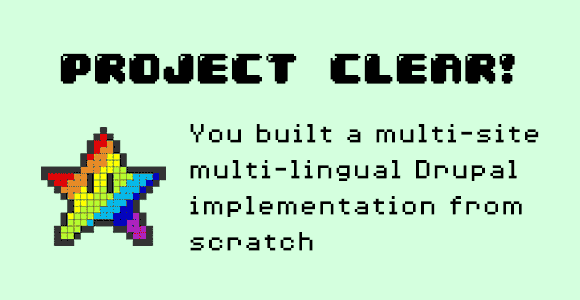 PROJECT CLEAR!
You built a multi-site
multi-lingual Drupal
implementation from
scratch